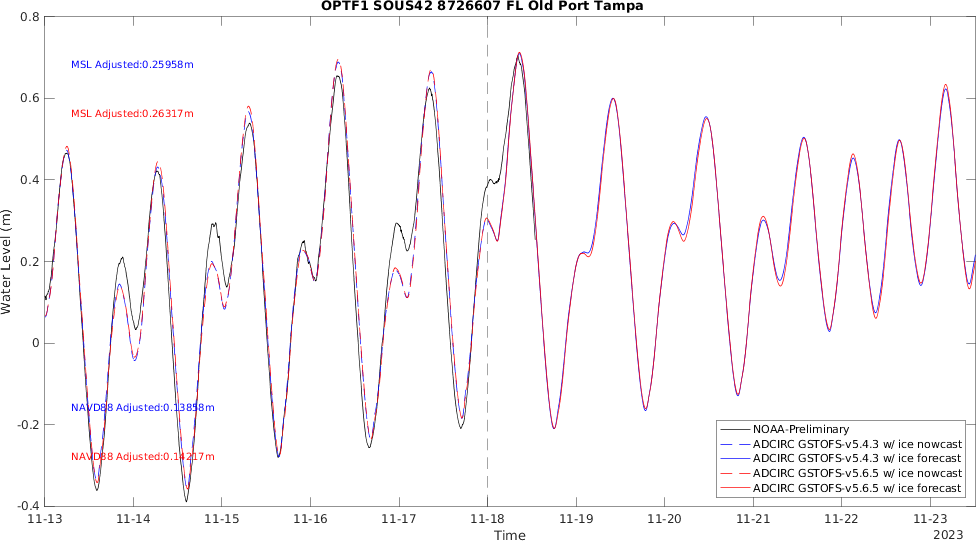 OPTF1 SOUS42 8726607 FL Old Port Tampa
0.8
MSL Adjusted:0.25958m
0.6
MSL Adjusted:0.26317m
0.4
Water Level (m)
0.2
0
NAVD88 Adjusted:0.13858m
-0.2
NAVD88 Adjusted:0.14217m
NOAA-Preliminary
ADCIRC GSTOFS-v5.4.3 w/ ice nowcast
ADCIRC GSTOFS-v5.4.3 w/ ice forecast
ADCIRC GSTOFS-v5.6.5 w/ ice nowcast
ADCIRC GSTOFS-v5.6.5 w/ ice forecast
-0.4
11-13 11-14 11-15 11-16 11-17 11-18 11-19 11-20 11-21 11-22 11-23
Time
2023